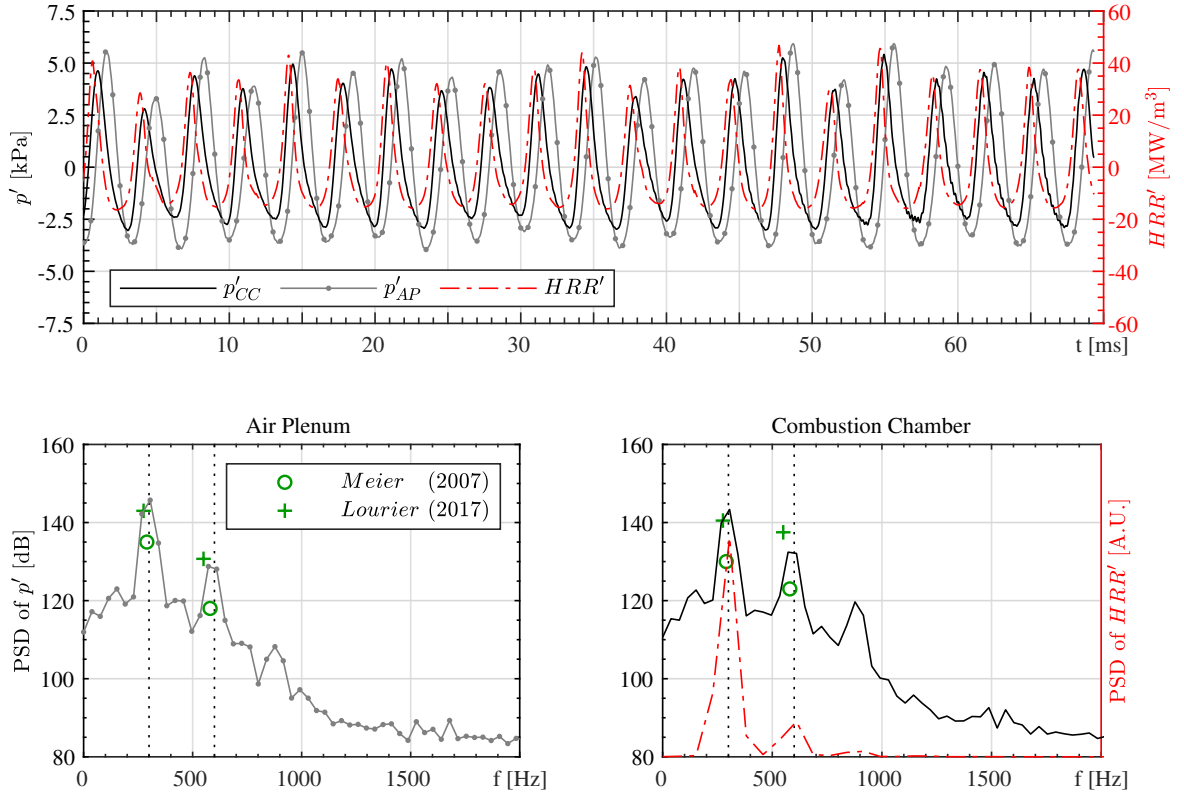 7.5
5.0
2.5
0
-2.5
-5.0
-7.5
p′ [kPa]
60
40
20
0
-20
-40
-60
HRR′ [MW/m³]
p′CC p′AP HRR′
0 10 20 30 40 50 60 t [ms]
Air Plenum
160
140
120
100
80
PSD of p′ [dB]
Meier (2007)
Lourier (2017)
0 500 1000 1500 f [Hz]
Combustion Chamber
160
140
120
100
80
PSD of HRR′ [A.U.]
0 500 1000 1500 f [Hz]